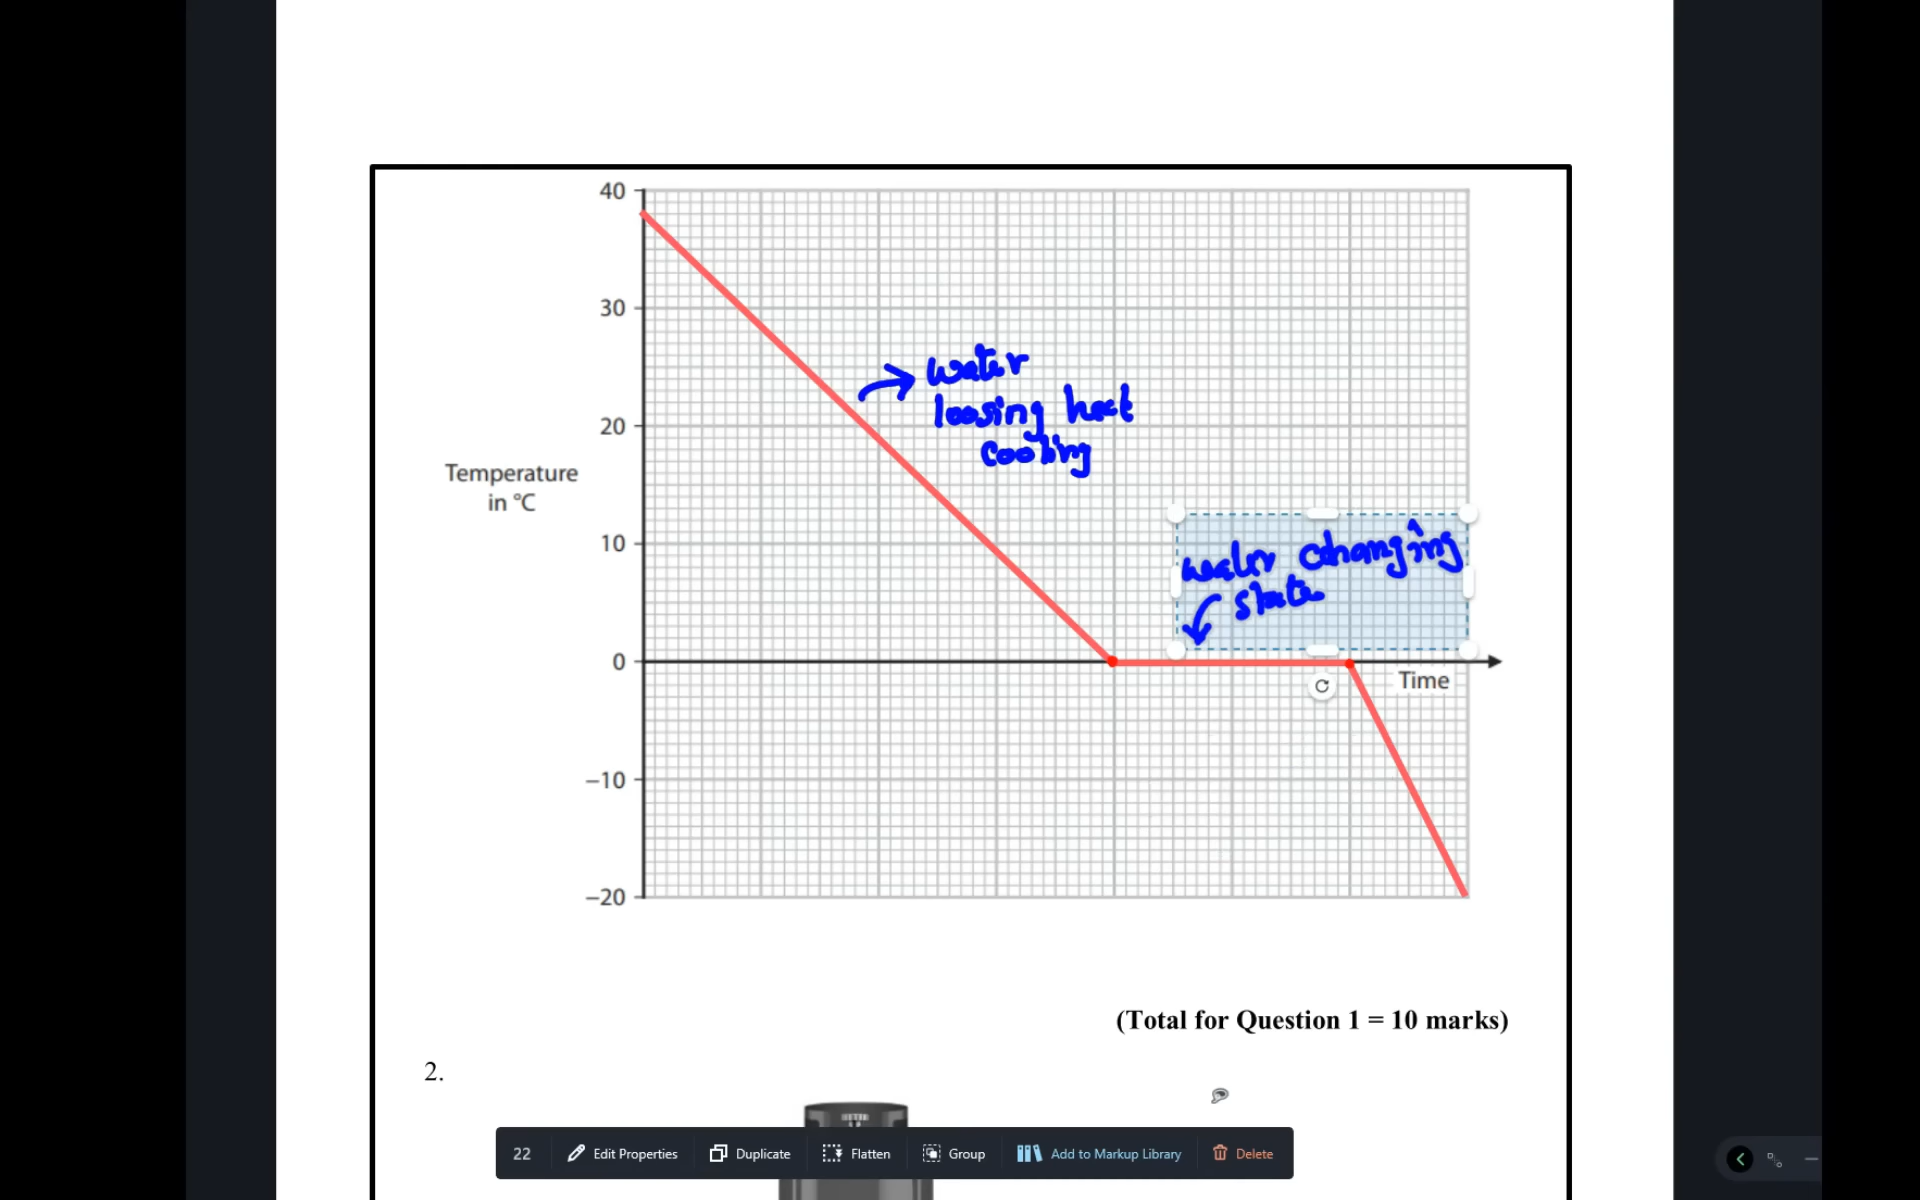 40
30
20
10
0
−10
−20
Temperature
in °C
water
loosing heat
cooling
water changing
state
Time
(Total for Question 1 = 10 marks)
2.
22 Edit Properties Duplicate Flatten Group Add to Markup Library Delete